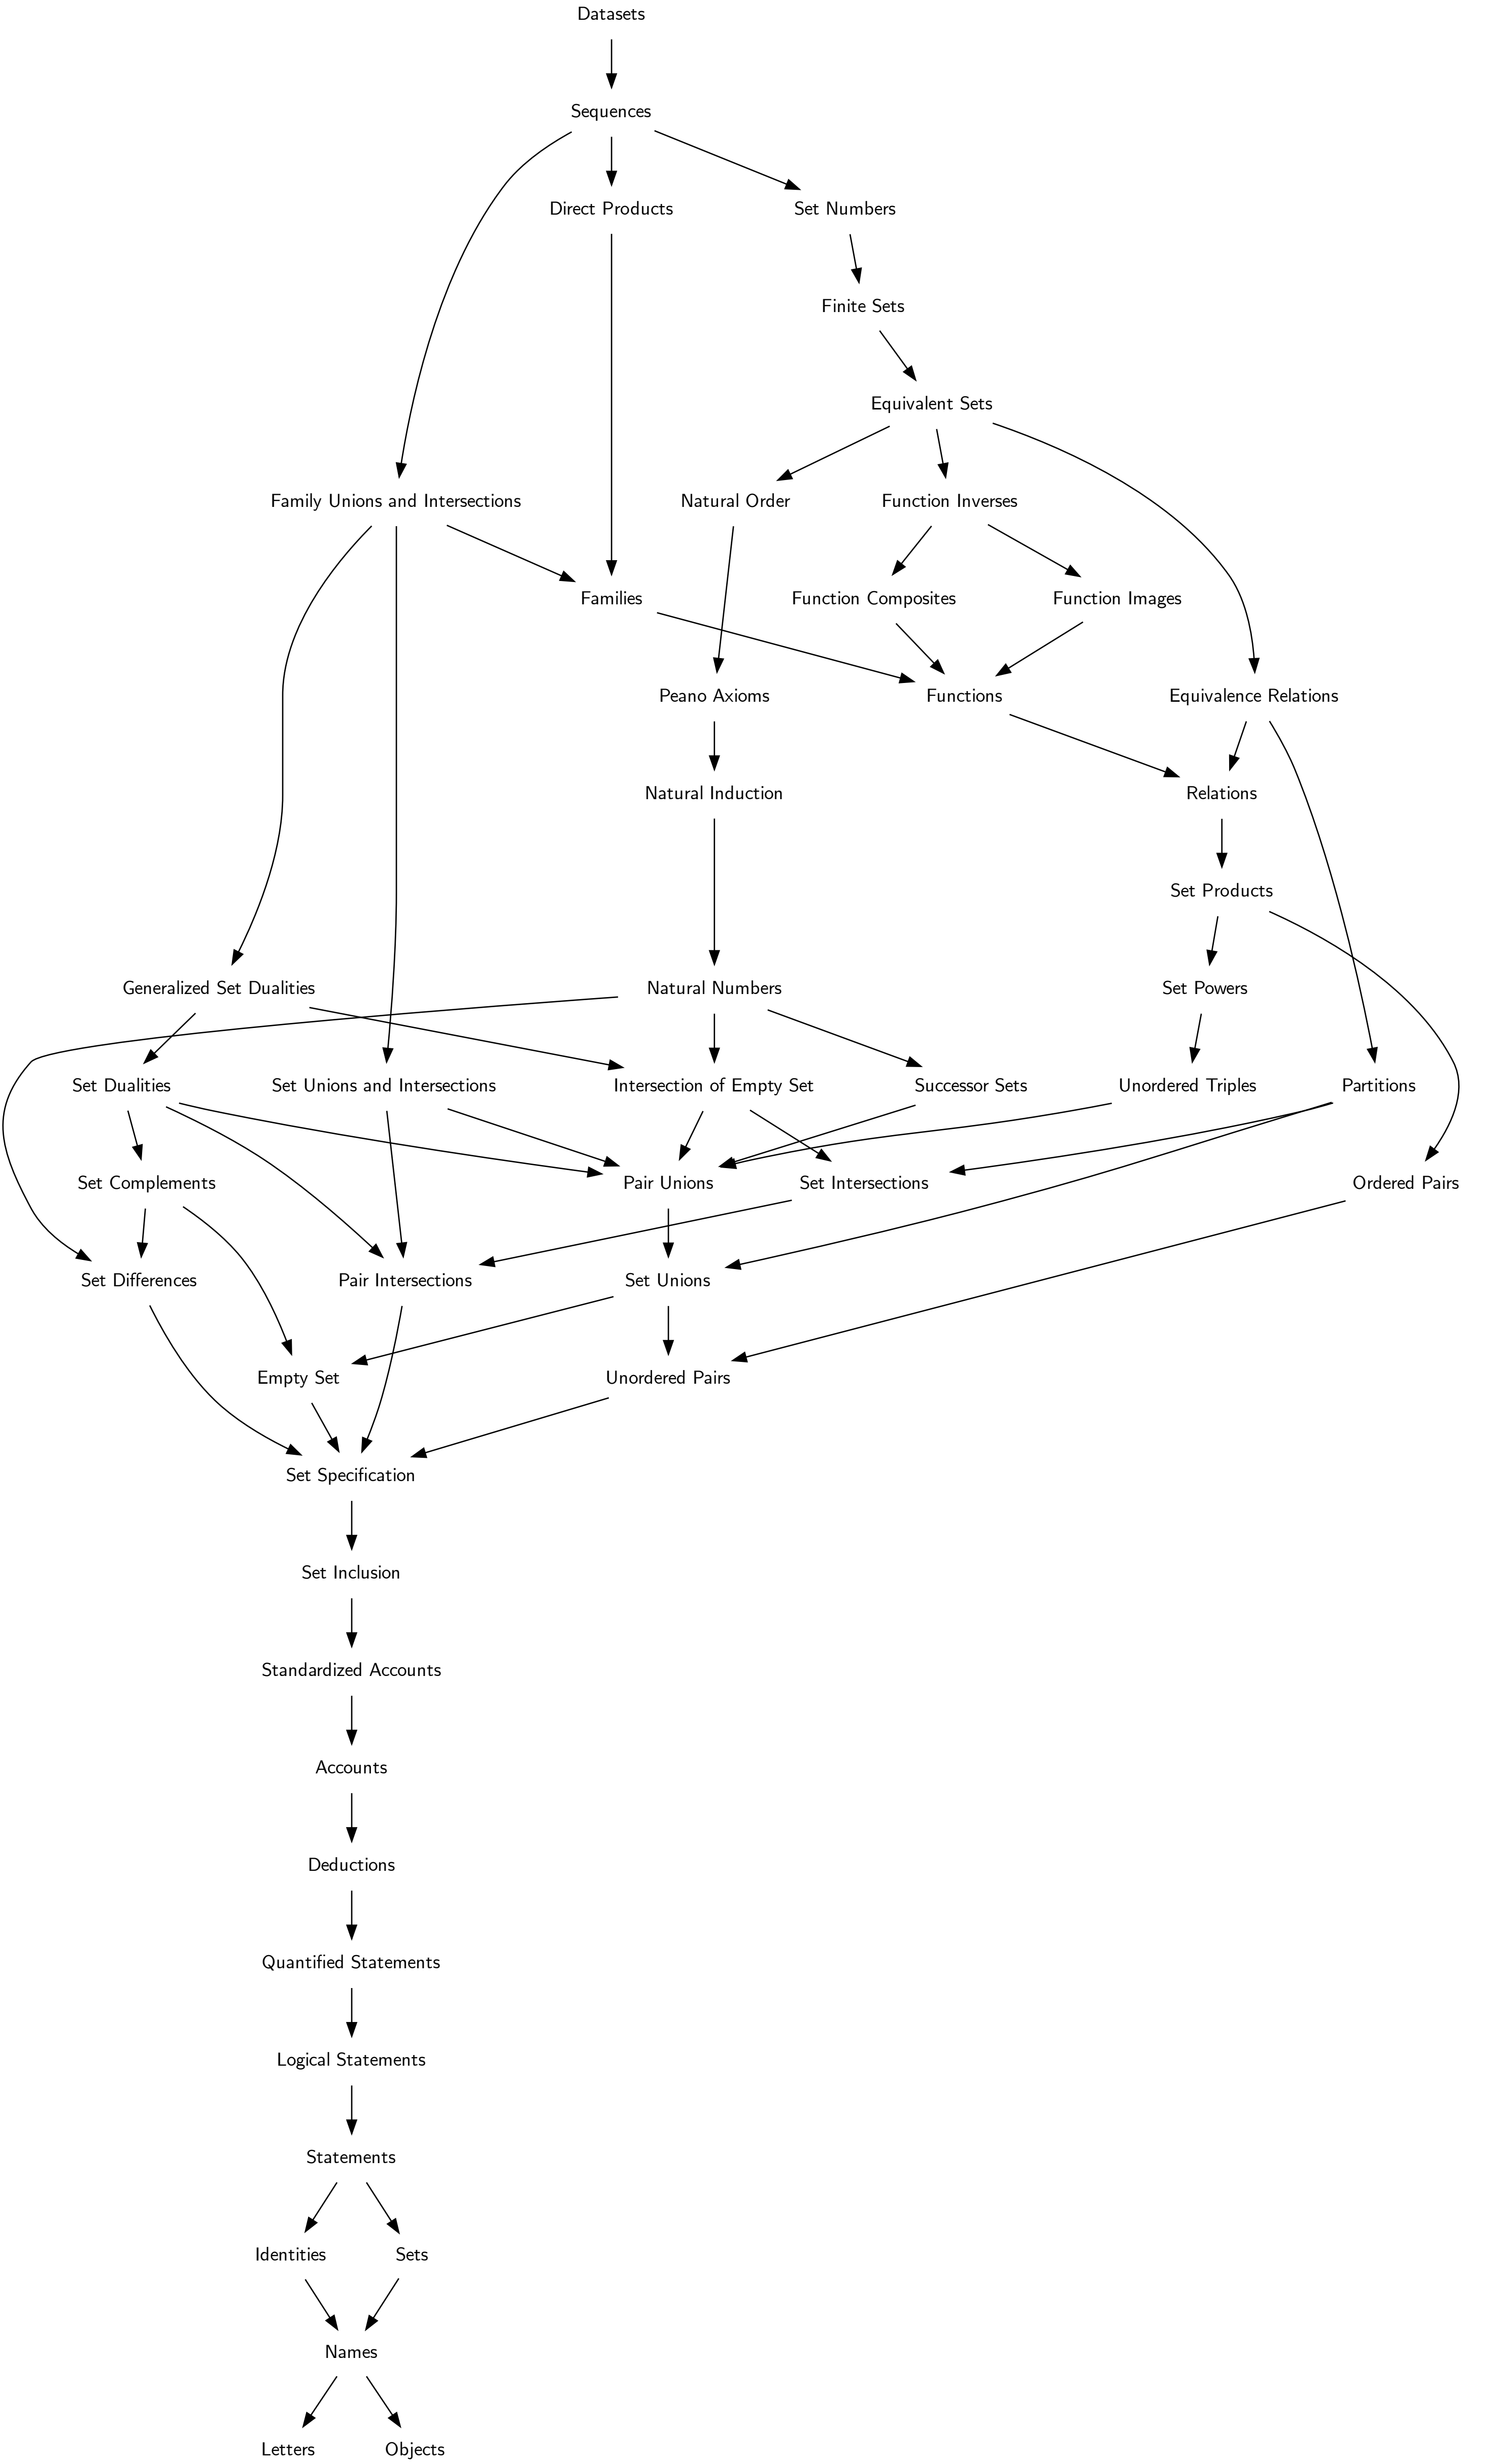 Datasets
Sequences
Direct Products
Set Numbers
Finite Sets
Equivalent Sets
Family Unions and Intersections
Natural Order
Function Inverses
Families
Function Composites
Function Images
Peano Axioms
Functions
Equivalence Relations
Natural Induction
Relations
Set Products
Generalized Set Dualities
Natural Numbers
Set Powers
Set Dualities
Set Unions and Intersections
Intersection of Empty Set
Successor Sets
Unordered Triples
Partitions
Set Complements
Pair Unions
Set Intersections
Ordered Pairs
Set Differences
Pair Intersections
Set Unions
Empty Set
Unordered Pairs
Set Specification
Set Inclusion
Standardized Accounts
Accounts
Deductions
Quantified Statements
Logical Statements
Statements
Identities
Sets
Names
Letters
Objects